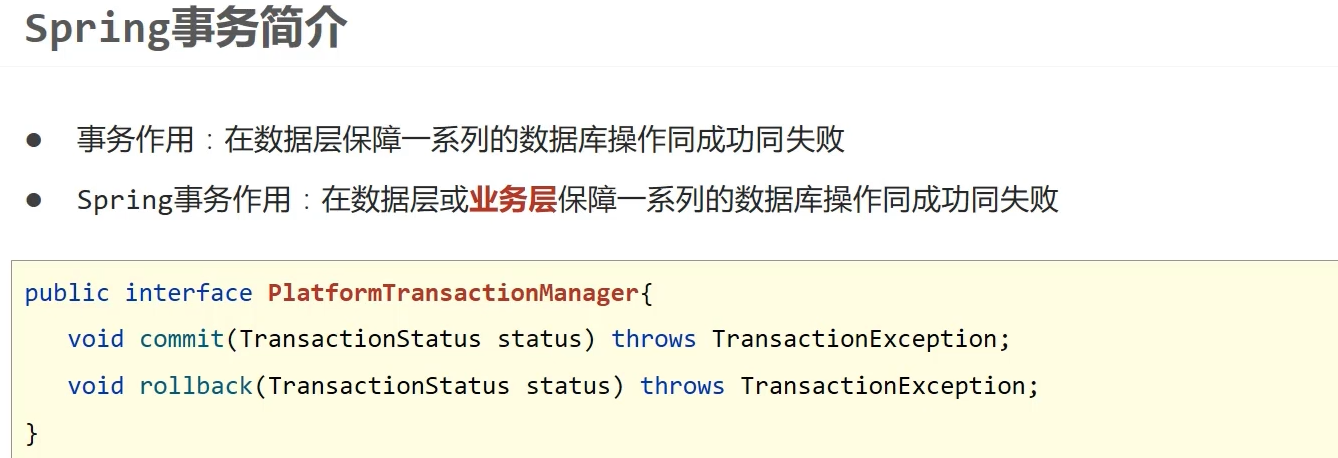 Spring事务简介
● 事务作用：在数据层保障一系列的数据库操作同成功同失败
● Spring事务作用：在数据层或业务层保障一系列的数据库操作同成功同失败
public interface PlatformTransactionManager{
void commit(TransactionStatus status) throws TransactionException;
void rollback(TransactionStatus status) throws TransactionException;
}